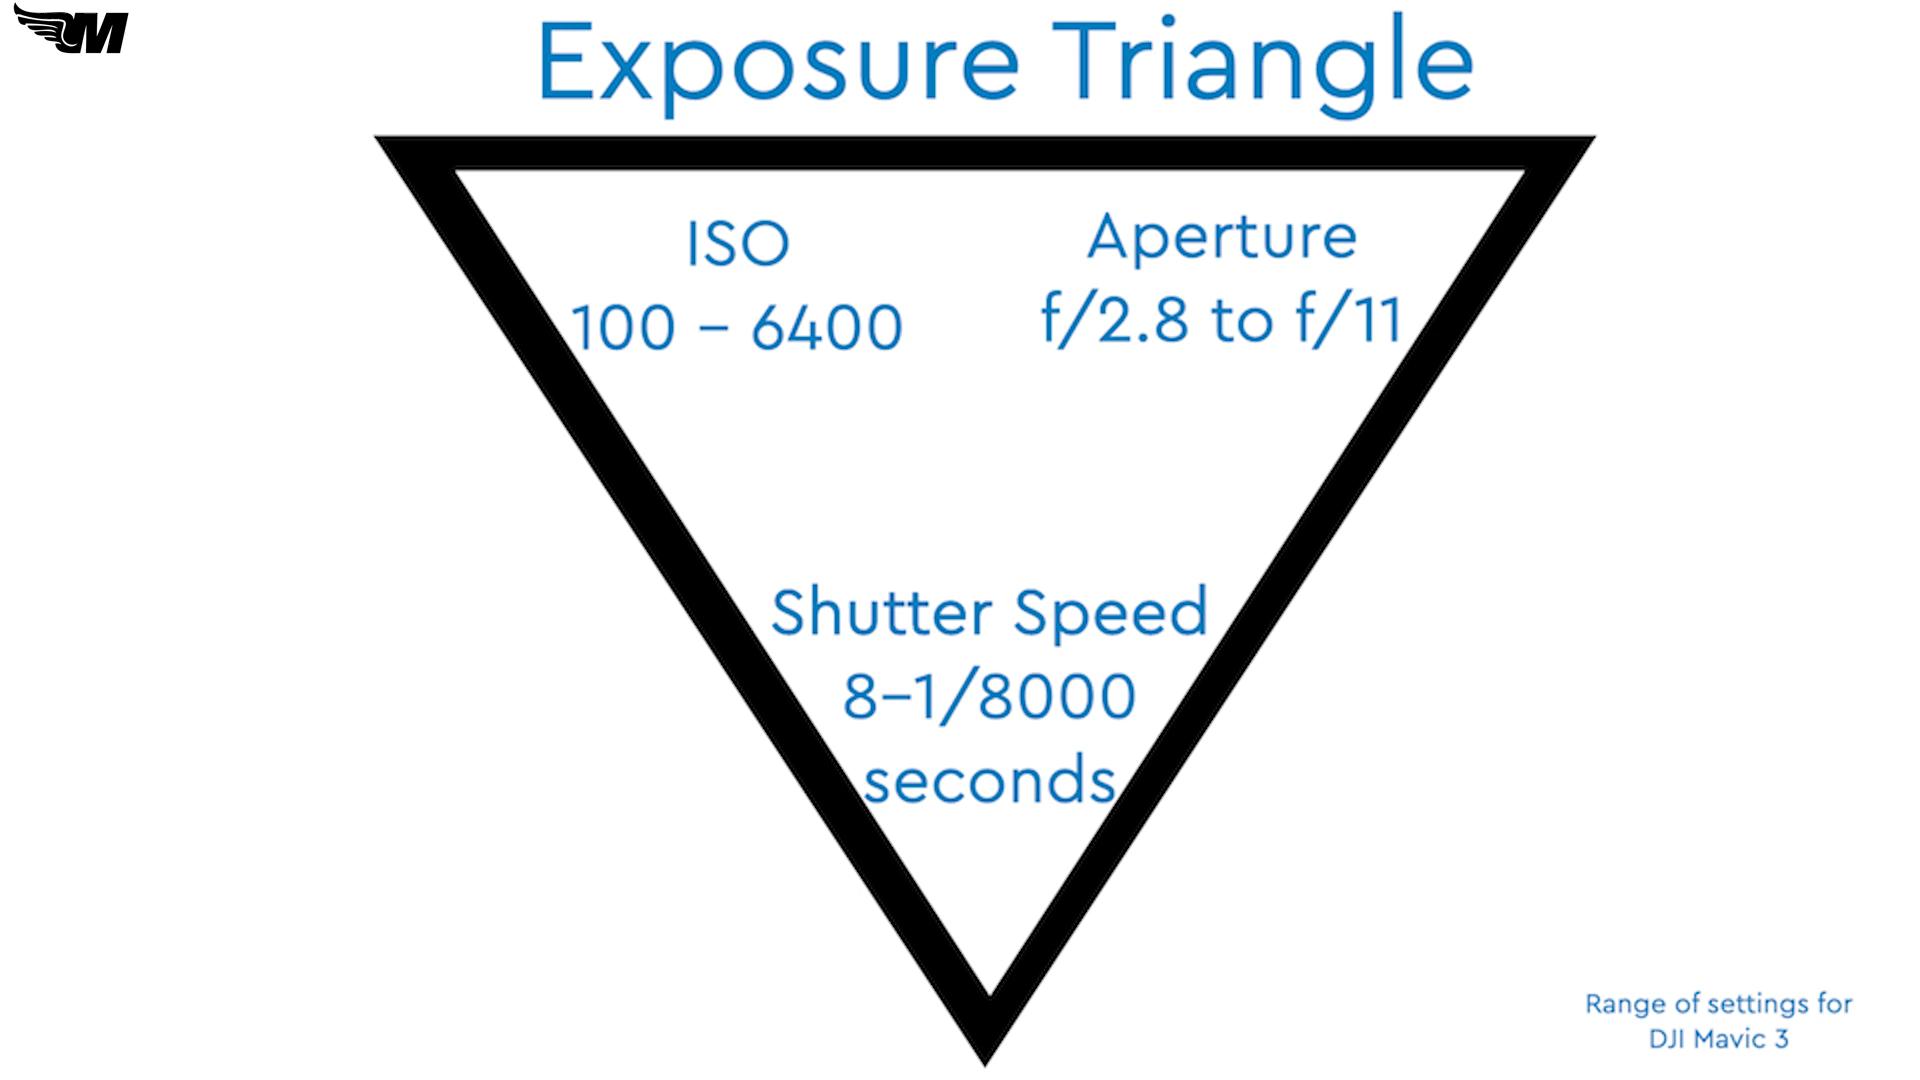 M
Exposure Triangle
ISO
100 - 6400
Aperture
f/2.8 to f/11
Shutter Speed
8-1/8000
seconds
Range of settings for
DJI Mavic 3